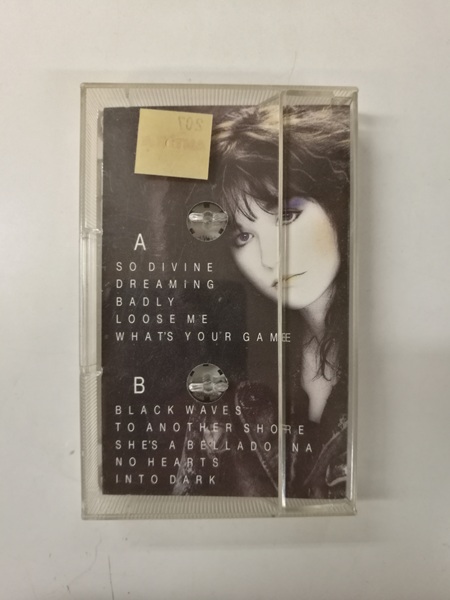 807
A
SO DIVINE
DREAMING
BADLY
LOOSE ME
WHAT'S YOUR GAME
B
BLACK WAVES
TO ANOTHER SHORE
SHE'S A BELLADONNA
NO HEARTS
INTO DARK